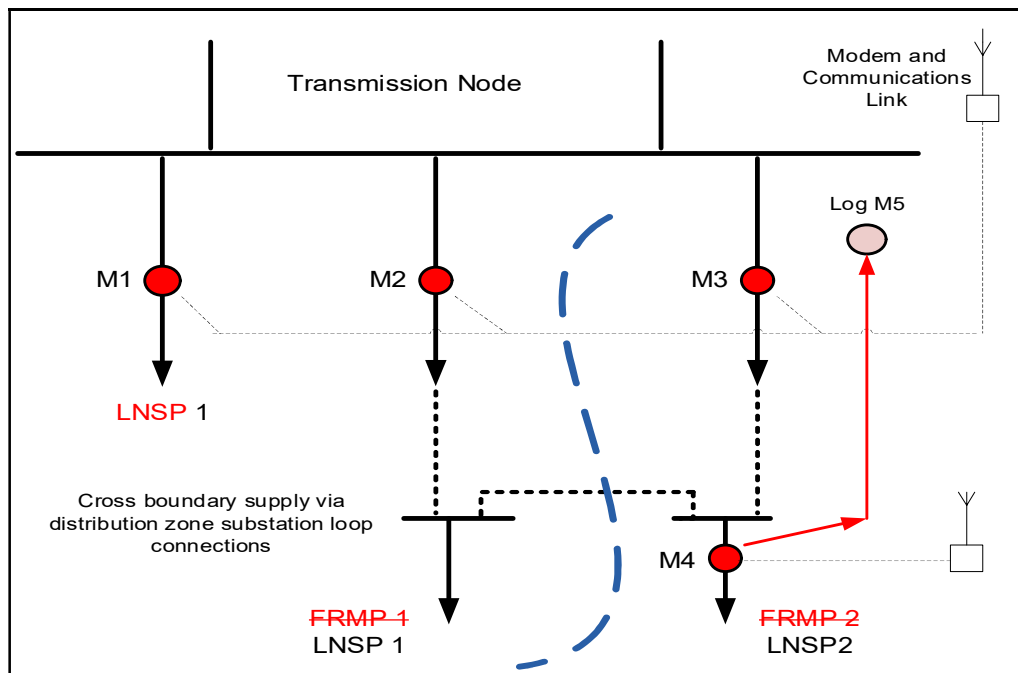 Transmission Node
Modem and
Communications
Link
Log M5
M1
M2
M3
LNSP 1
Cross boundary supply via
distribution zone substation loop
connections
M4
FRMP 1
LNSP 1
FRMP 2
LNSP2